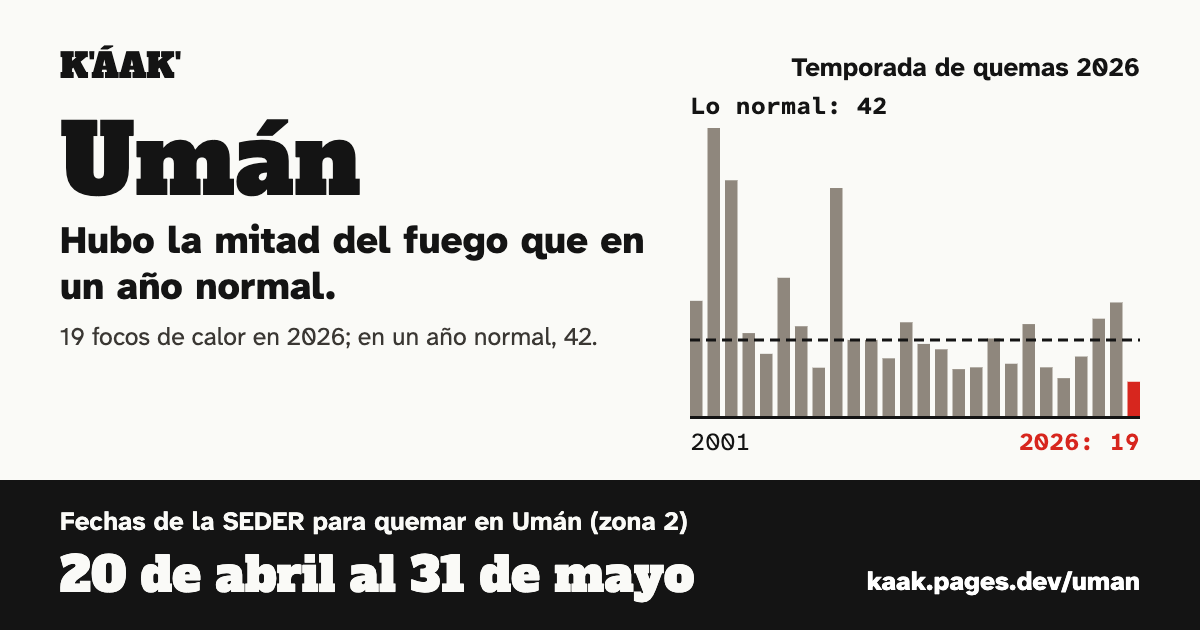 K'ÁAK'
Umán
Hubo la mitad del fuego que en
un año normal.
19 focos de calor en 2026; en un año normal, 42.
Temporada de quemas 2026
Lo normal: 42
2001
2026: 19
Fechas de la SEDER para quemar en Umán (zona 2)
20 de abril al 31 de mayo
kaak.pages.dev/uman